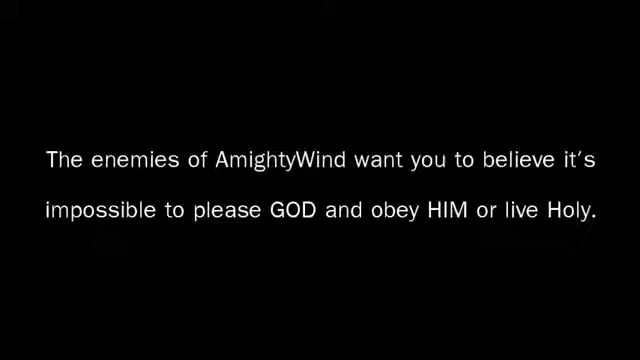 The enemies of AmightyWind want you to believe it's
impossible to please GOD and obey HIM or live Holy.